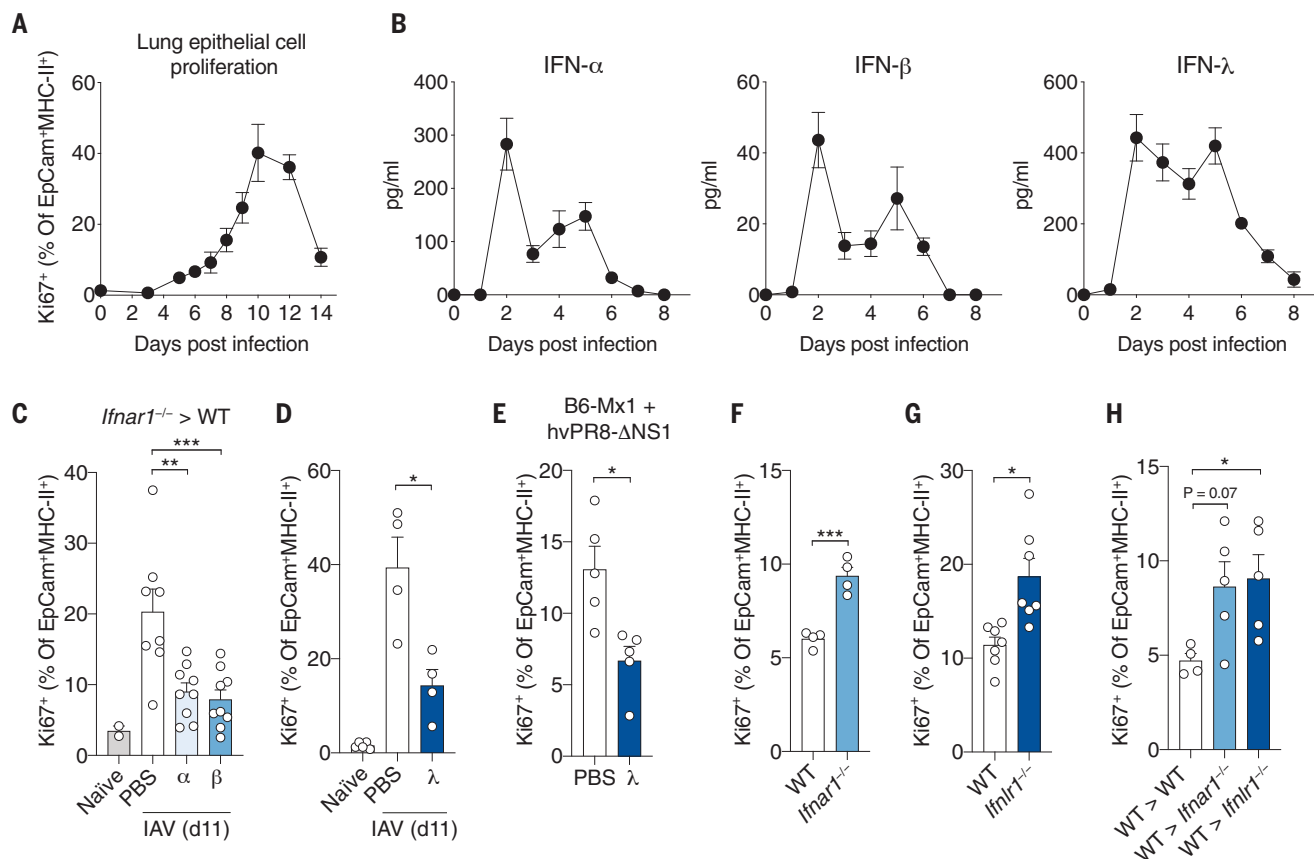 A
Lung epithelial cell
proliferation
Ki67⁺ (% Of EpCam⁺MHC-II⁺)
60
40
20
0
0 2 4 6 8 10 12 14
Days post infection
B
IFN-α
pg/ml
400
300
200
100
0
0 2 4 6 8
Days post infection
IFN-β
pg/ml
60
40
20
0
0 2 4 6 8
Days post infection
IFN-λ
pg/ml
600
400
200
0
0 2 4 6 8
Days post infection
C
Ifnar1⁻/⁻ > WT
Ki67⁺ (% Of EpCam⁺MHC-II⁺)
40
30
20
10
0
***
**
Naïve
PBS
α
β
IAV (d11)
D
Ki67⁺ (% Of EpCam⁺MHC-II⁺)
60
40
20
0
*
Naïve
PBS
λ
IAV (d11)
E
B6-Mx1 +
hvPR8-ΔNS1
Ki67⁺ (% Of EpCam⁺MHC-II⁺)
20
15
10
5
0
*
PBS λ
F
Ki67⁺ (% Of EpCam⁺MHC-II⁺)
15
10
5
0
***
WT
Ifnar1⁻/⁻
G
Ki67⁺ (% Of EpCam⁺MHC-II⁺)
30
20
10
0
*
WT
Ifnlr1⁻/⁻
H
Ki67⁺ (% Of EpCam⁺MHC-II⁺)
15
10
5
0
*
P = 0.07
WT > WT
WT > Ifnar1⁻/⁻
WT > Ifnlr1⁻/⁻